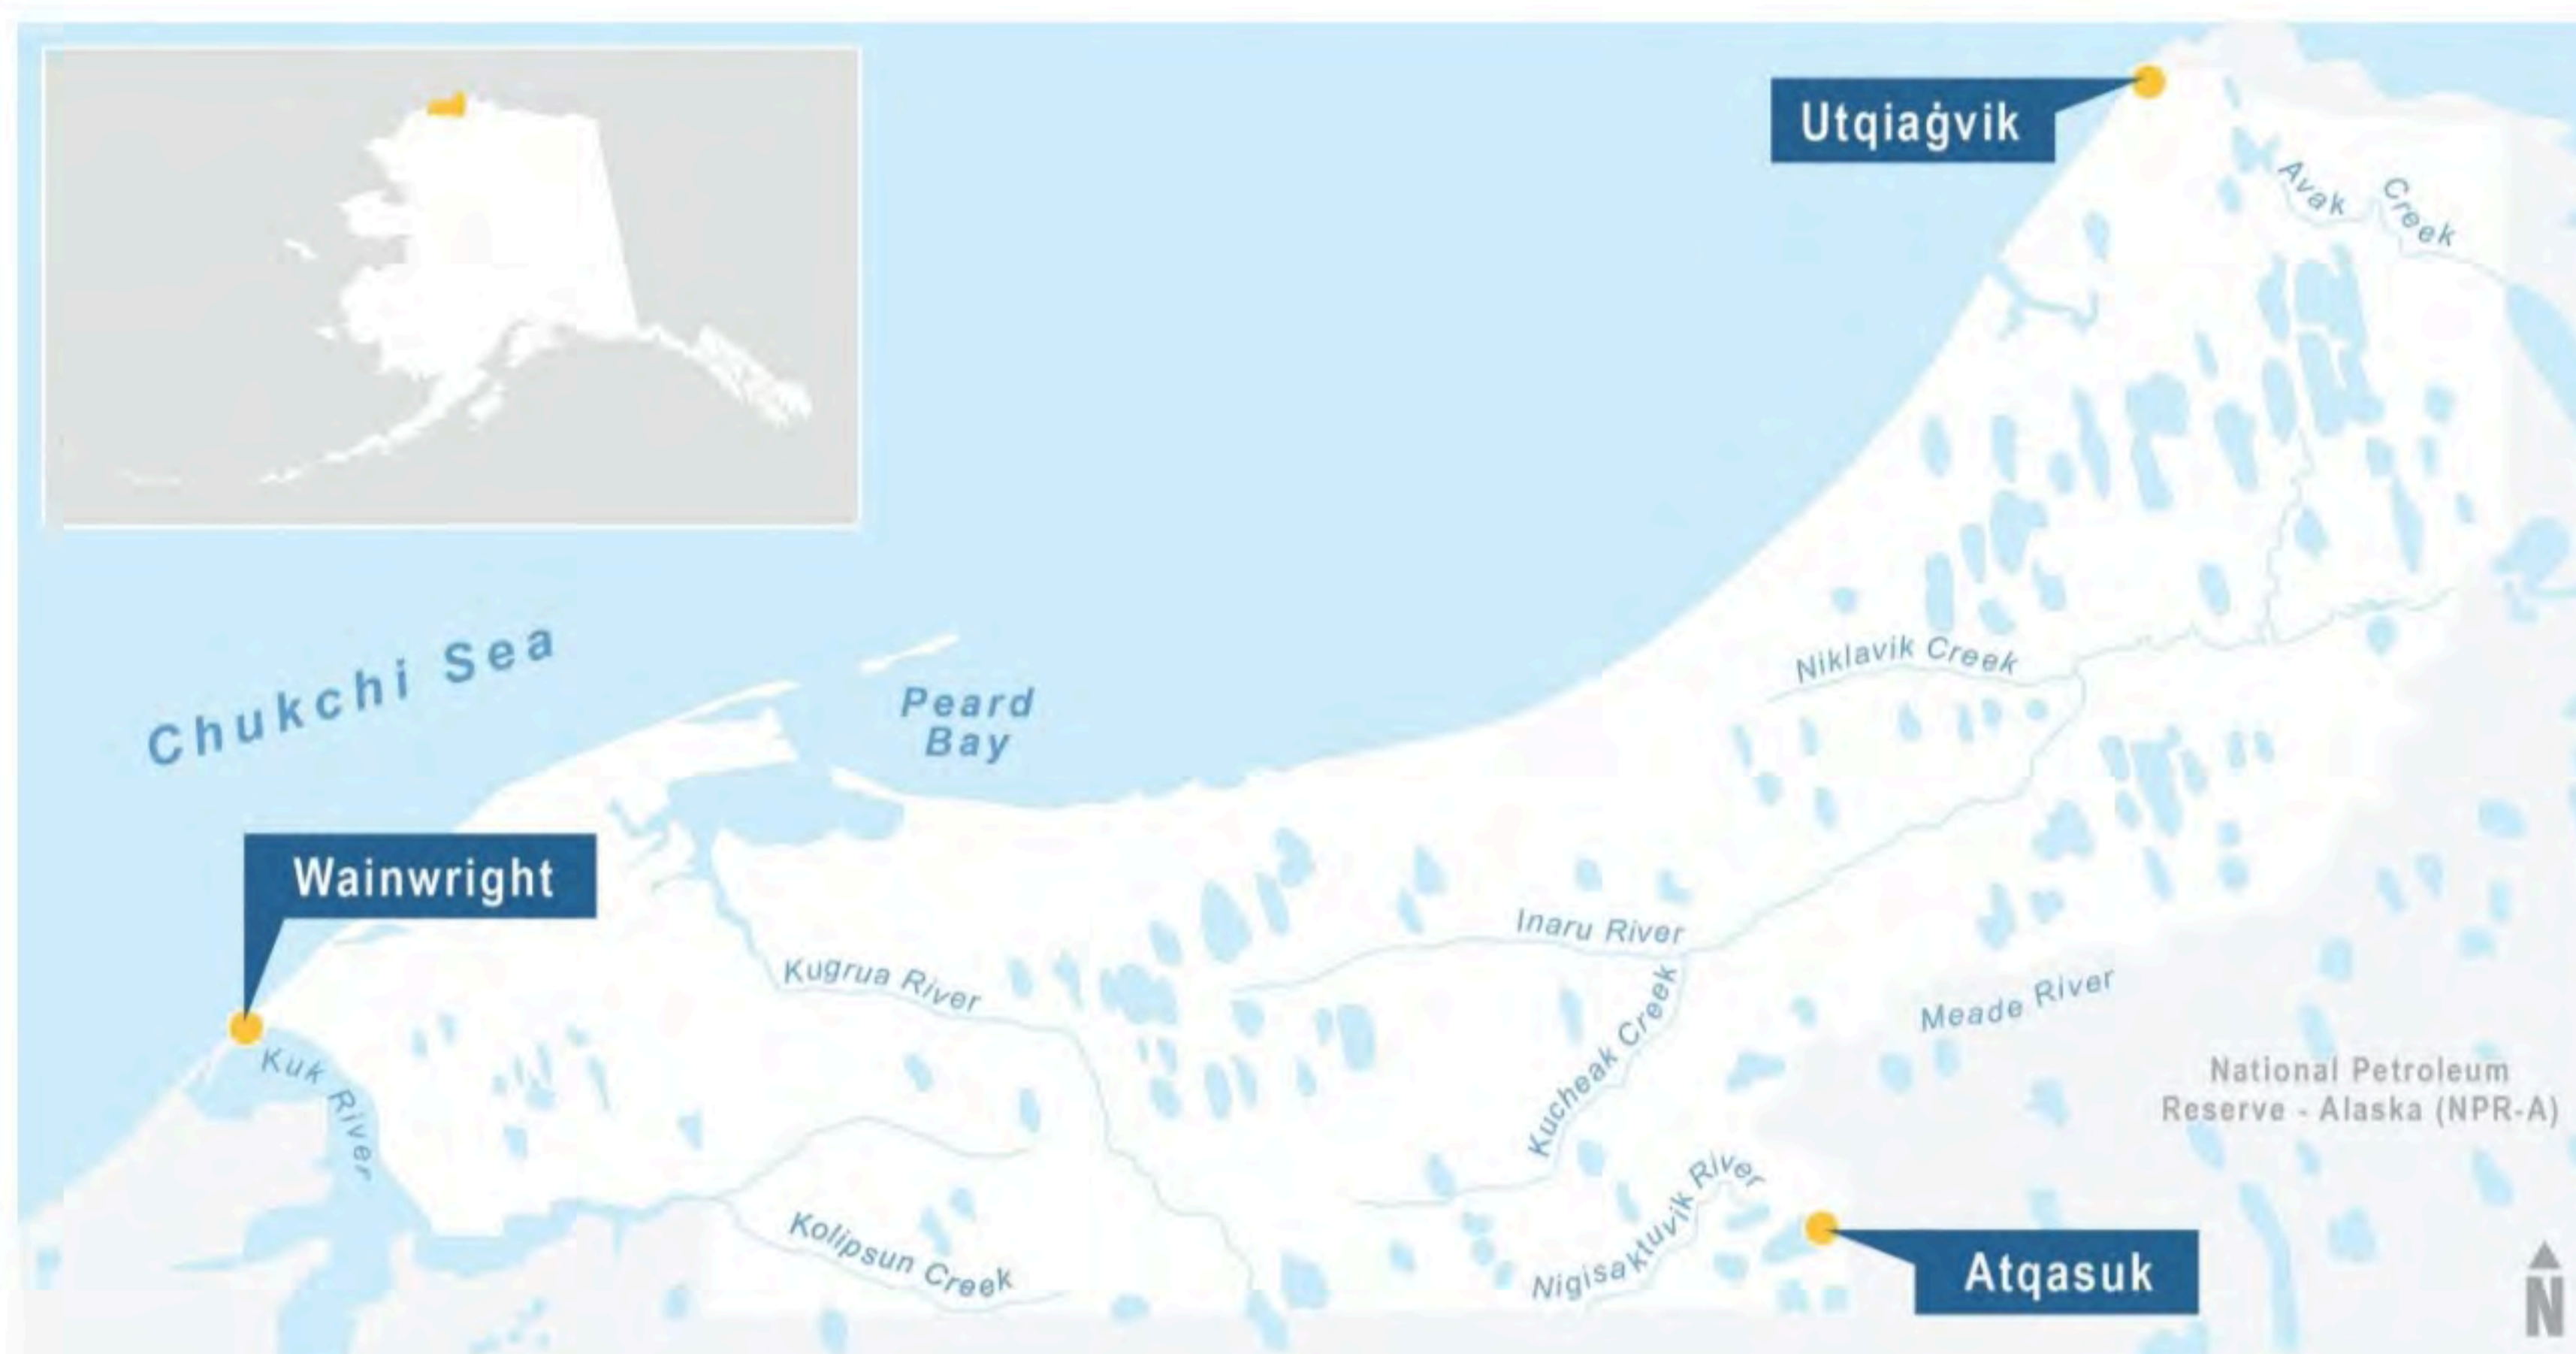 Utqiaġvik
Avak Creek
Chukchi Sea
Niklavik Creek
Peard
Bay
Wainwright
Inaru River
Kugrua River
Meade River
Kuk River
Kucheak Creek
National Petroleum
Reserve - Alaska (NPR-A)
Nigisaktuvik River
Kolipsun Creek
Atqasuk
N